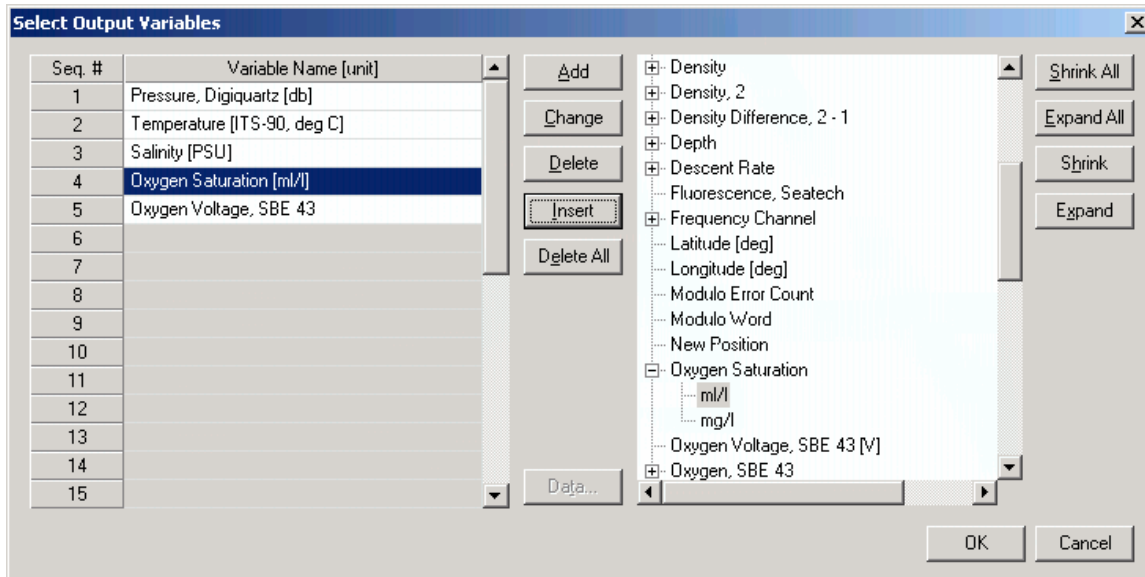 Select Output Variables
Seq. # Variable Name [unit]
1 Pressure, Digiquartz [db]
2 Temperature [ITS-90, deg C]
3 Salinity [PSU]
4 Oxygen Saturation [ml/l]
5 Oxygen Voltage, SBE 43
6
7
8
9
10
11
12
13
14
15
Add
Change
Delete
Insert
Delete All
Data...
Density
Density, 2
Density Difference, 2 - 1
Depth
Descent Rate
Fluorescence, Seatech
Frequency Channel
Latitude [deg]
Longitude [deg]
Modulo Error Count
Modulo Word
New Position
Oxygen Saturation
ml/l
mg/l
Oxygen Voltage, SBE 43 [V]
Oxygen, SBE 43
Shrink All
Expand All
Shrink
Expand
OK
Cancel